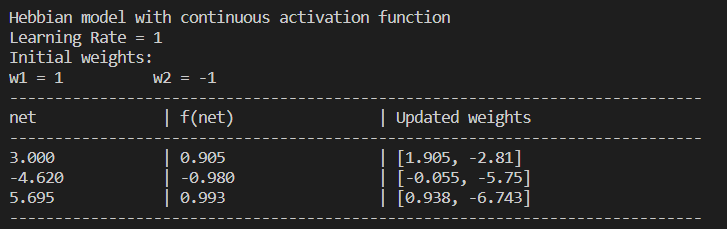 Hebbian model with continuous activation function
Learning Rate = 1
Initial weights:
w1 = 1          w2 = -1
-----------------------------------------------------------------------------
net              | f(net)                | Updated weights
-----------------------------------------------------------------------------
3.000            | 0.905                 | [1.905, -2.81]
-4.620           | -0.980                | [-0.055, -5.75]
5.695            | 0.993                 | [0.938, -6.743]
-----------------------------------------------------------------------------